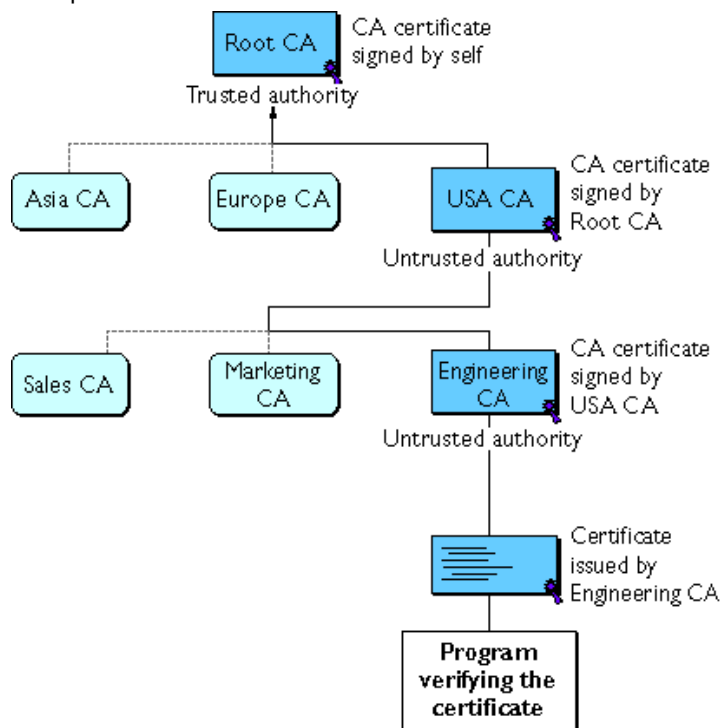 Root CA
CA certificate
signed by self
Trusted authority
Asia CA
Europe CA
USA CA
CA certificate
signed by
Root CA
Untrusted authority
Sales CA
Marketing
CA
Engineering
CA
CA certificate
signed by
USA CA
Untrusted authority
Certificate
issued by
Engineering CA
Program
verifying the
certificate